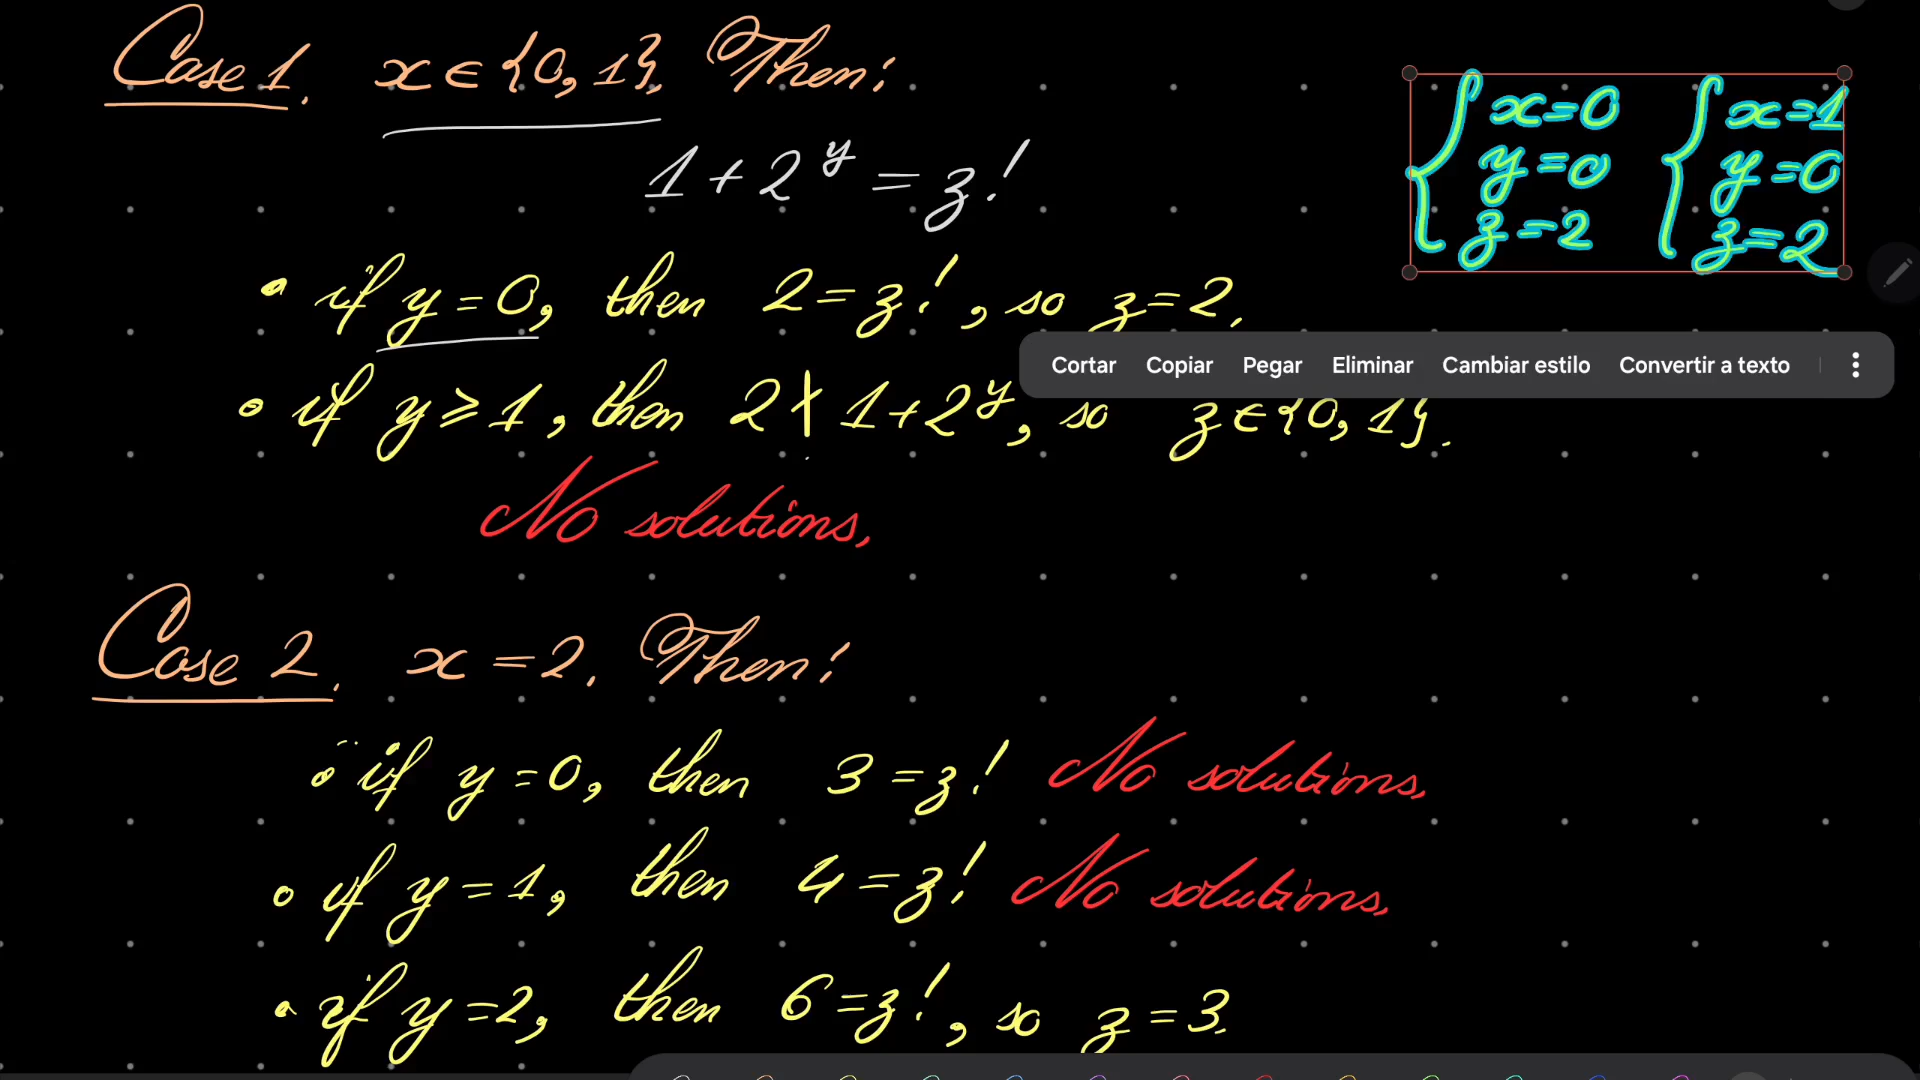 Case 1. x ∈ {0, 1}. Then:
1 + 2^y = z!
• if y = 0, then 2 = z!, so z = 2.
• if y ⩾ 1, then 2 ∤ 1 + 2^y, so z ∈ {0, 1}.
No solutions.
{ x=0 y=0 z=2
{ x=1 y=0 z=2
Cortar Copiar Pegar Eliminar Cambiar estilo Convertir a texto
Case 2. x = 2. Then:
• if y = 0, then 3 = z! No solutions.
• if y = 1, then 4 = z! No solutions.
• if y = 2, then 6 = z!, so z = 3.